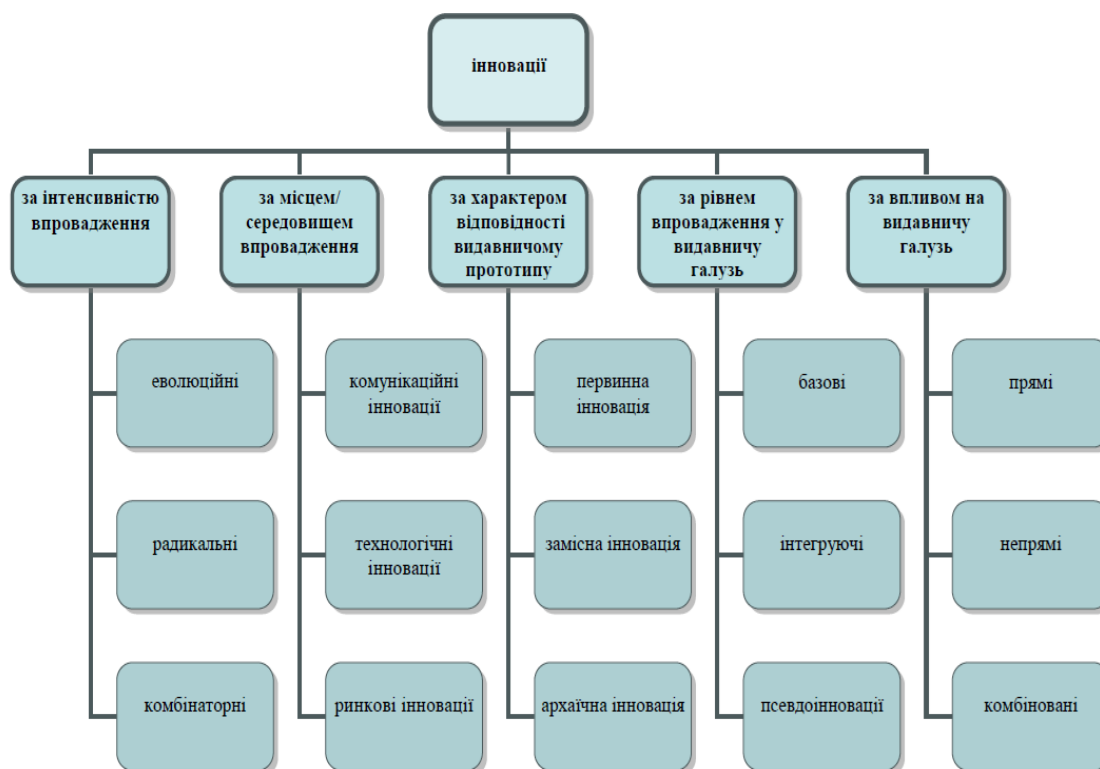 інновації
за інтенсивністю
впровадження
за місцем/
середовищем
впровадження
за характером
відповідності
видавничому
прототипу
за рівнем
впровадження у
видавничу
галузь
за впливом на
видавничу
галузь
еволюційні
комунікаційні
інновації
первинна
інновація
базові
прямі
радикальні
технологічні
інновації
замісна інновація
інтегруючі
непрямі
комбінаторні
ринкові інновації
архаїчна інновація
псевдоінновації
комбіновані